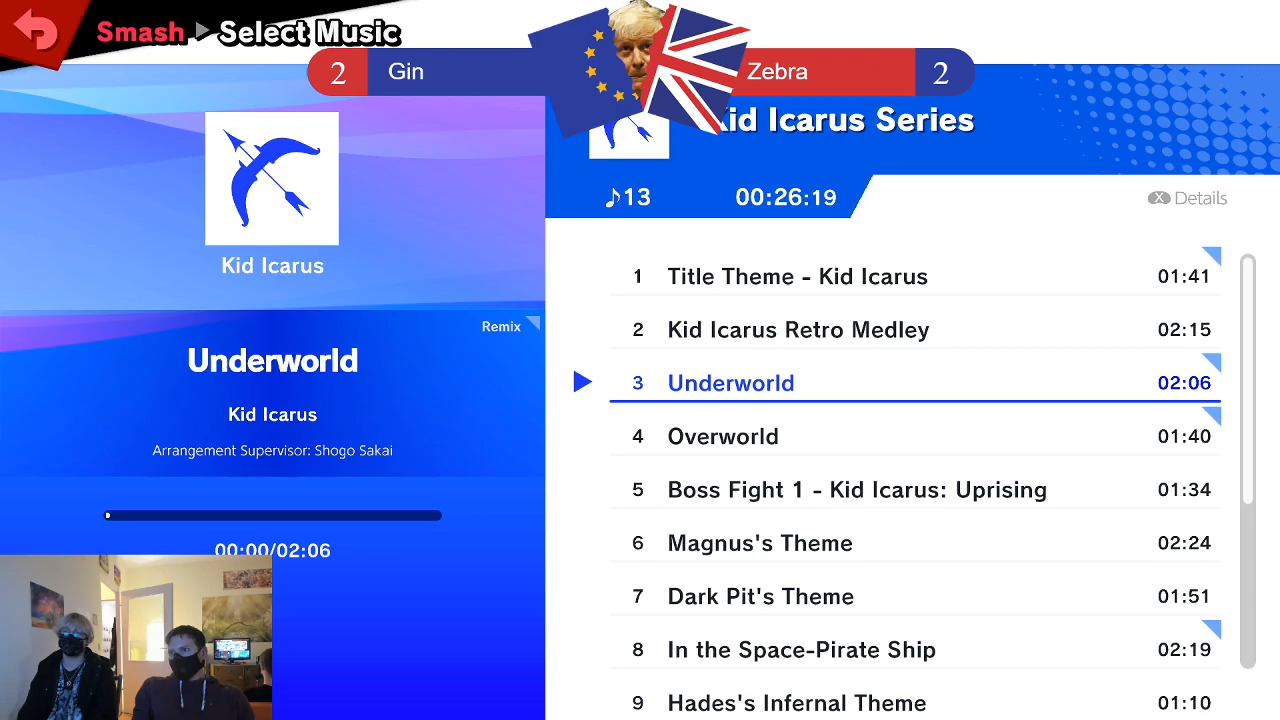 Smash ▶ Select Music
2 Gin
Zebra 2
Kid Icarus
Remix
Underworld
Kid Icarus
Arrangement Supervisor: Shogo Sakai
00:00/02:06
Kid Icarus Series
♪13 00:26:19
X Details
1 Title Theme - Kid Icarus 01:41
2 Kid Icarus Retro Medley 02:15
3 Underworld 02:06
4 Overworld 01:40
5 Boss Fight 1 - Kid Icarus: Uprising 01:34
6 Magnus's Theme 02:24
7 Dark Pit's Theme 01:51
8 In the Space-Pirate Ship 02:19
9 Hades's Infernal Theme 01:10